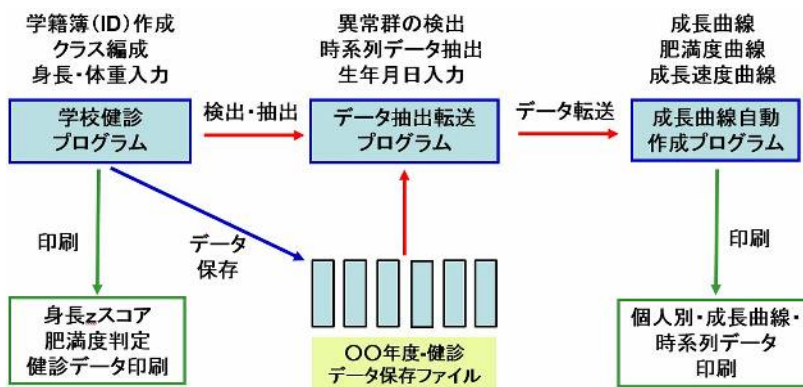 学籍簿(ID)作成
クラス編成
身長・体重入力
異常群の検出
時系列データ抽出
生年月日入力
成長曲線
肥満度曲線
成長速度曲線
学校健診
プログラム
検出・抽出
データ抽出転送
プログラム
データ転送
成長曲線自動
作成プログラム
印刷
データ
保存
印刷
身長zスコア
肥満度判定
健診データ印刷
〇〇年度-健診
データ保存ファイル
個人別・成長曲線・
時系列データ
印刷